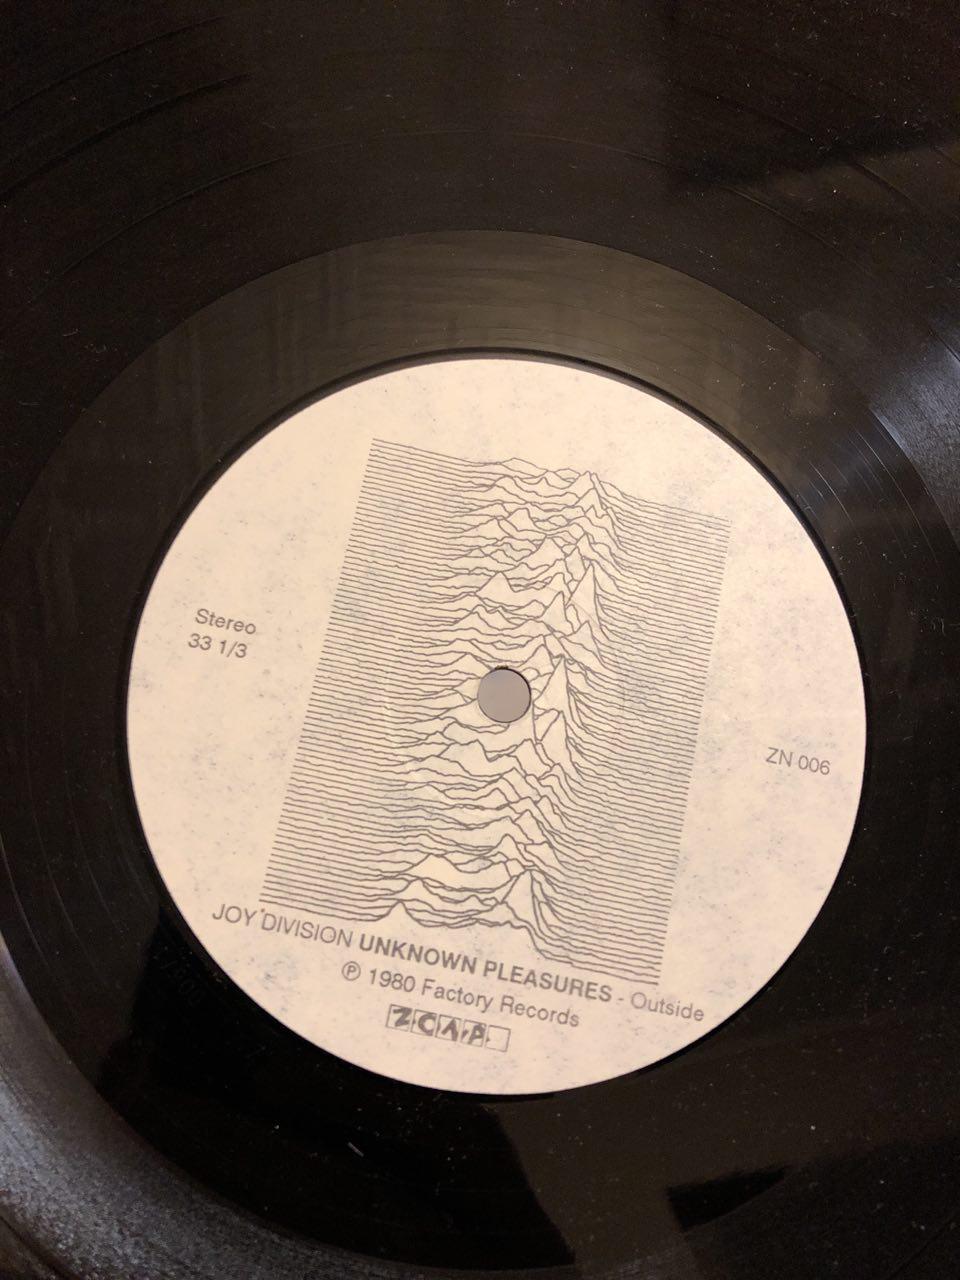 Stereo
33 1/3
ZN 006
JOY DIVISION UNKNOWN PLEASURES - Outside
℗ 1980 Factory Records